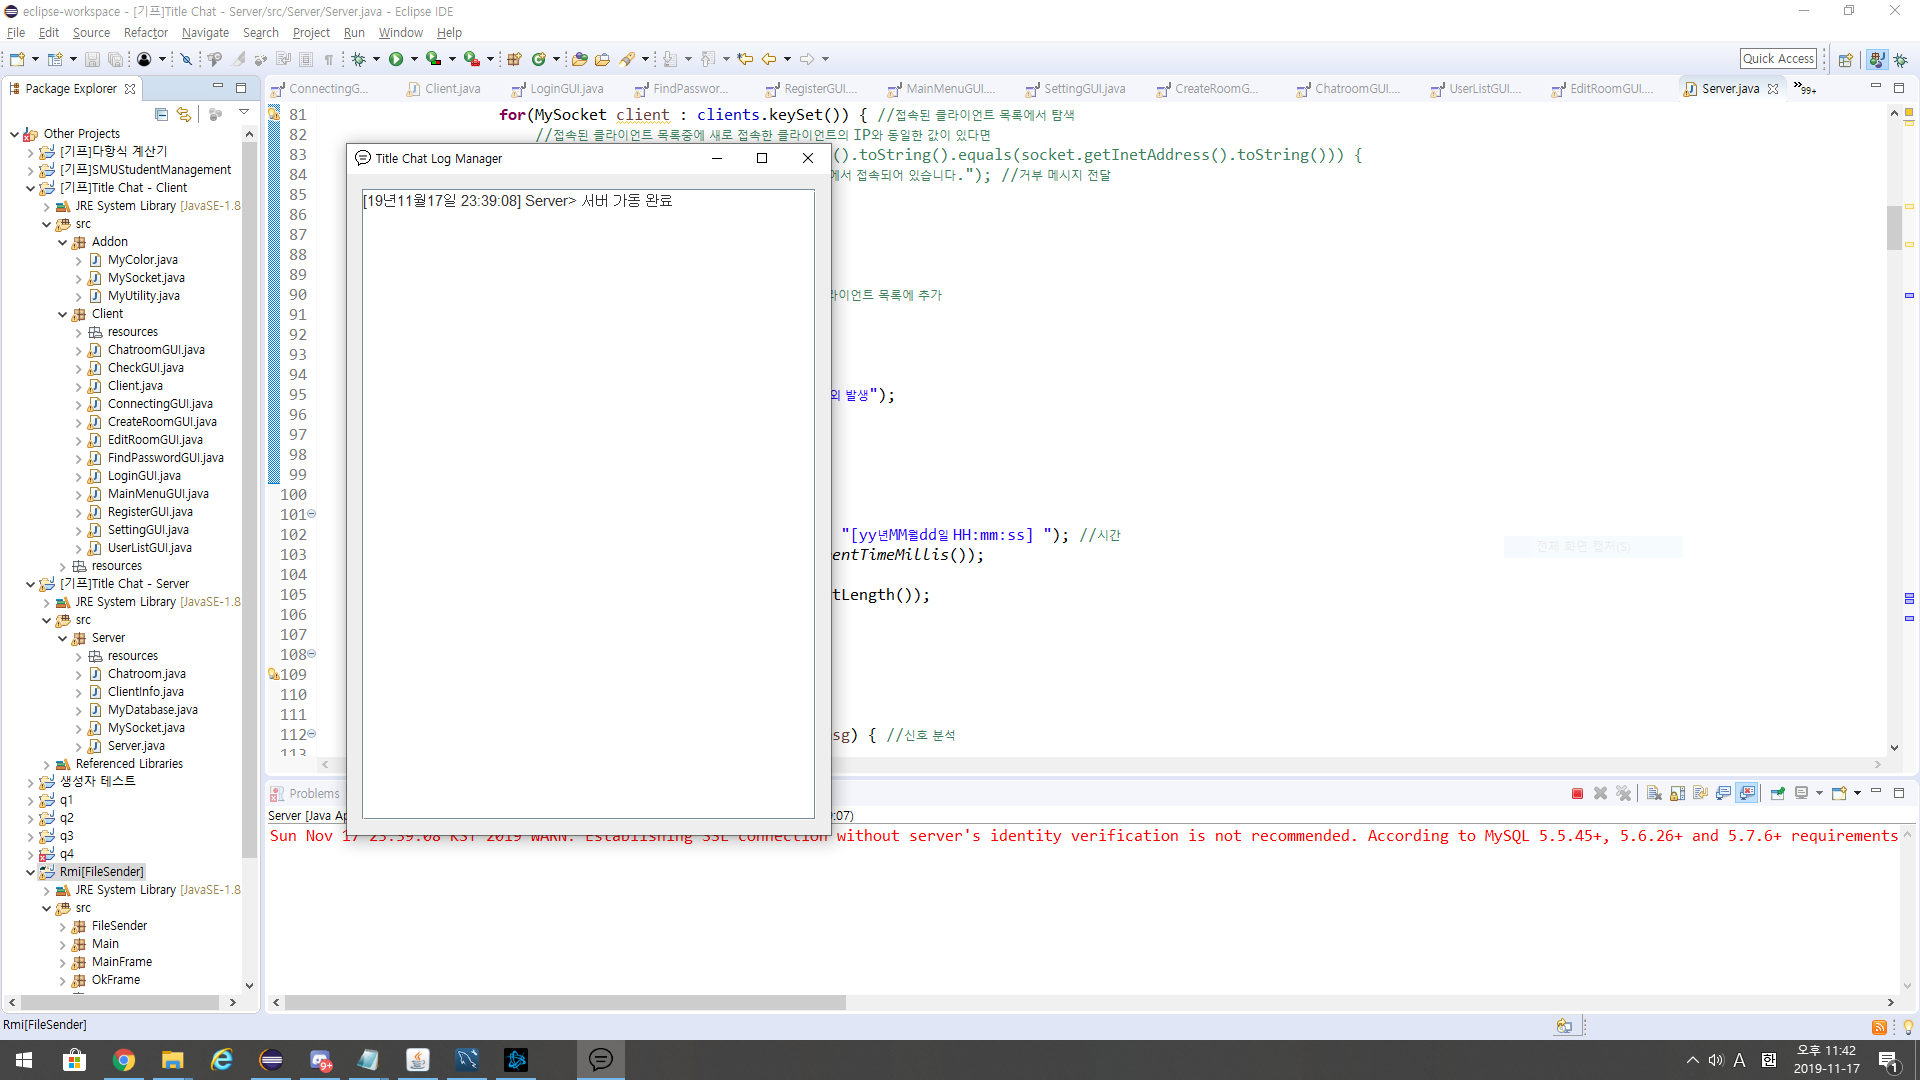 eclipse-workspace - [기프]Title Chat - Server/src/Server/Server.java - Eclipse IDE
File Edit Source Refactor Navigate Search Project Run Window Help
Quick Access
Package Explorer
ConnectingG... Client.java LoginGUI.java FindPasswor... RegisterGUI.... MainMenuGUI.... SettingGUI.java CreateRoomG... ChatroomGUI.... UserListGUI.... EditRoomGUI.... Server.java »99+
Other Projects
[기프]다항식 계산기
[기프]SMUStudentManagement
[기프]Title Chat - Client
JRE System Library [JavaSE-1.8
src
Addon
MyColor.java
MySocket.java
MyUtility.java
Client
resources
ChatroomGUI.java
CheckGUI.java
Client.java
ConnectingGUI.java
CreateRoomGUI.java
EditRoomGUI.java
FindPasswordGUI.java
LoginGUI.java
MainMenuGUI.java
RegisterGUI.java
SettingGUI.java
UserListGUI.java
resources
[기프]Title Chat - Server
JRE System Library [JavaSE-1.8
src
Server
resources
Chatroom.java
ClientInfo.java
MyDatabase.java
MySocket.java
Server.java
Referenced Libraries
생성자 테스트
q1
q2
q3
q4
Rmi[FileSender]
JRE System Library [JavaSE-1.8
src
FileSender
Main
MainFrame
OkFrame
81 for(MySocket client : clients.keySet()) { //접속된 클라이언트 목록에서 탐색
82 //접속된 클라이언트 목록중에 새로 접속한 클라이언트의 IP와 동일한 값이 있다면
83 ().toString().equals(socket.getInetAddress().toString())) {
84 에서 접속되어 있습니다."); //거부 메시지 전달
85
86
87
88
89
90 라이언트 목록에 추가
91
92
93
94
95 외 발생");
96
97
98
99
100
101
102 "[yy년MM월dd일 HH:mm:ss] "); //시간
103 entTimeMillis());
104
105 tLength());
106
107
108
109
110
111
112 sg) { //신호 분석
113
전체 화면 캡처(S)
Title Chat Log Manager
[19년11월17일 23:39:08] Server> 서버 가동 완료
Problems
Server [Java Ap :07)
Sun Nov 17 23:39:08 KST 2019 WARN: Establishing SSL connection without server's identity verification is not recommended. According to MySQL 5.5.45+, 5.6.26+ and 5.7.6+ requirements
Rmi[FileSender]
9+
A 한 오후 11:42
2019-11-17
1